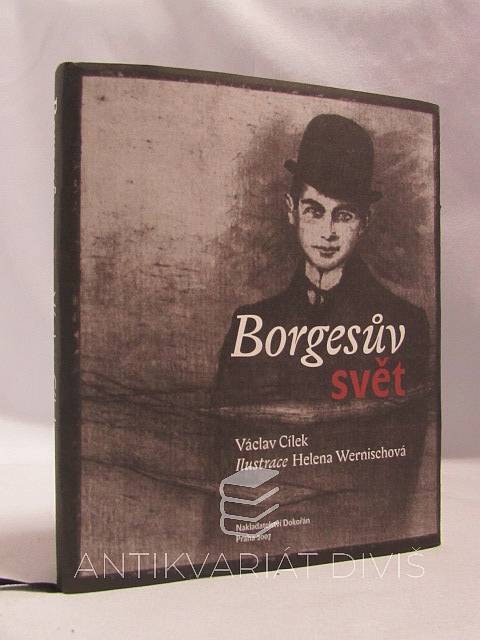 Borgesův
svět
Václav Cílek
Ilustrace Helena Wernischová
Nakladatelství Dokořán
Praha 2007
ANTIKVARIÁT DIVIŠ